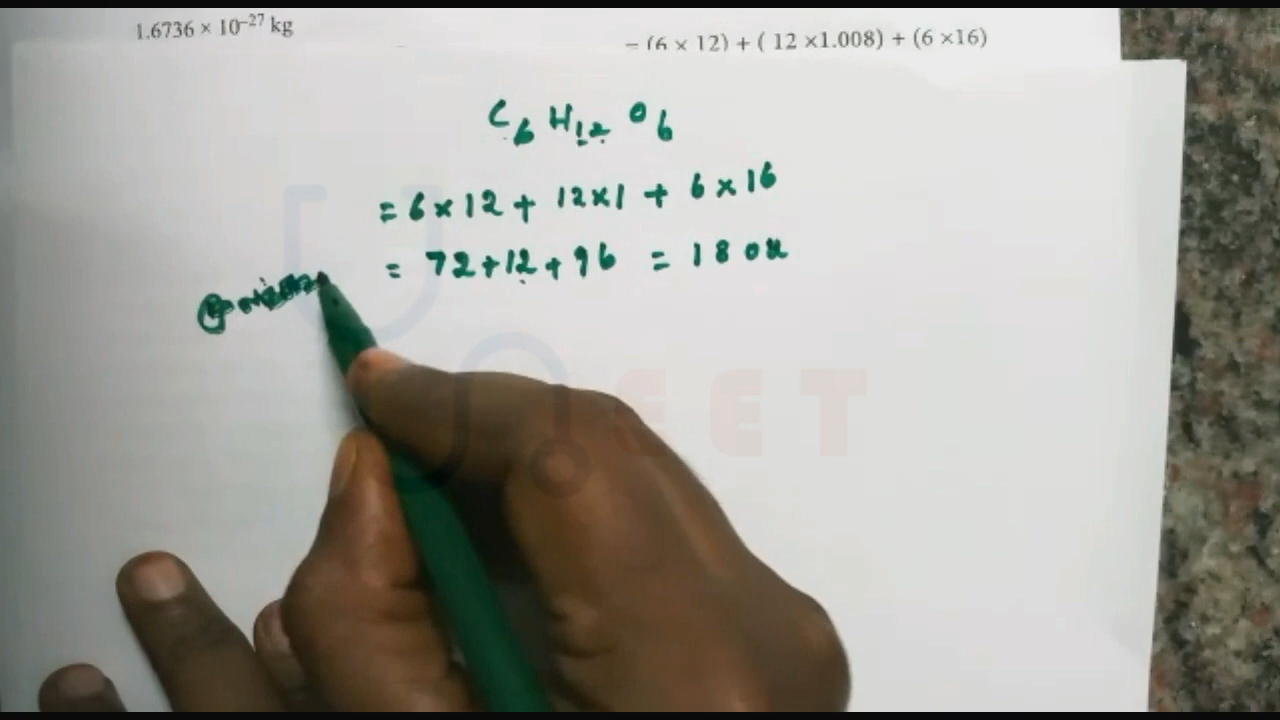 1.6736 × 10⁻²⁷ kg
= (6 × 12) + ( 12 ×1.008) + (6 ×16)
C₆ H₁₂ O₆
= 6 × 12 + 12 × 1 + 6 × 16
= 72 + 12 + 96 = 180u
EET